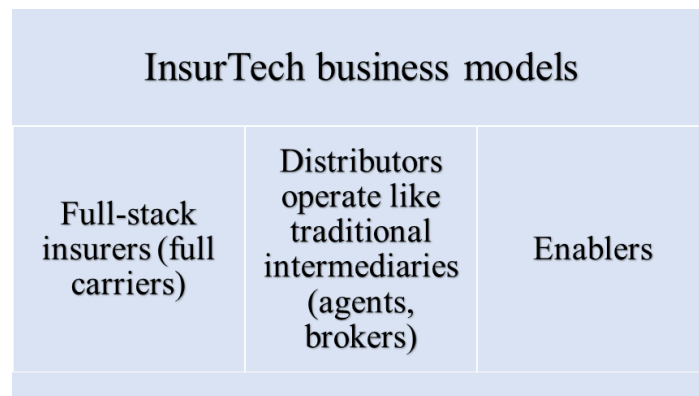 InsurTech business models
Full-stack
insurers (full
carriers)
Distributors
operate like
traditional
intermediaries
(agents,
brokers)
Enablers